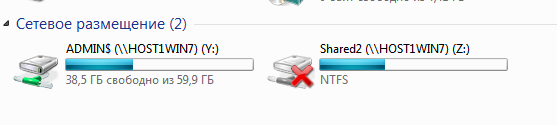 Сетевое размещение (2)
ADMIN$ (\\HOST1WIN7) (Y:)
38,5 ГБ свободно из 59,9 ГБ
Shared2 (\\HOST1WIN7) (Z:)
NTFS